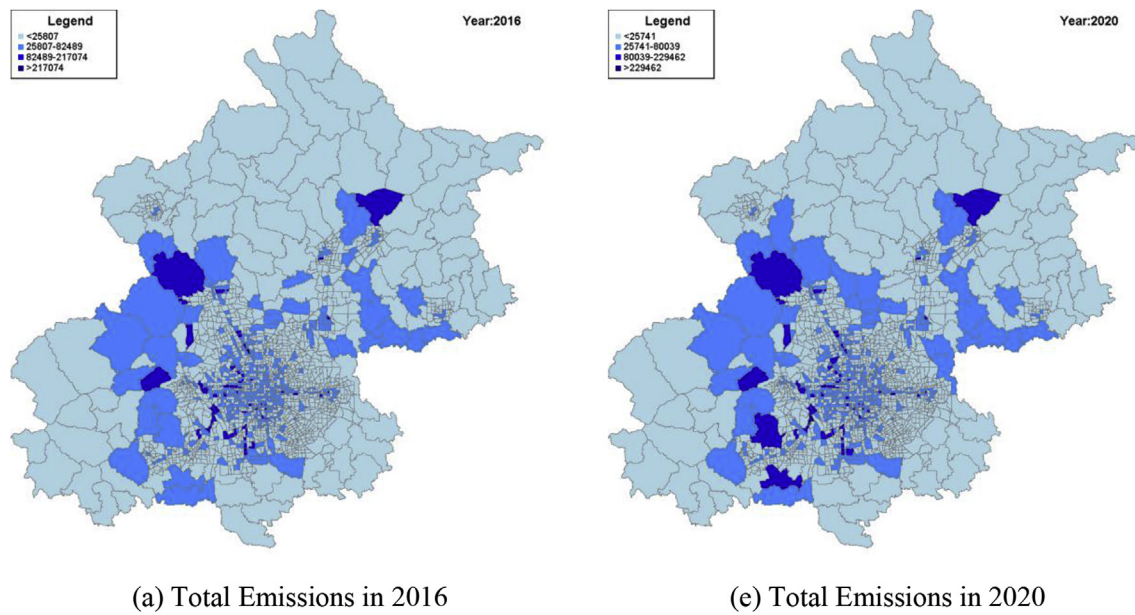 Legend
<25807
25807-82489
82489-217074
>217074
Year:2016
(a) Total Emissions in 2016
Legend
<25741
25741-80039
80039-229462
>229462
Year:2020
(e) Total Emissions in 2020